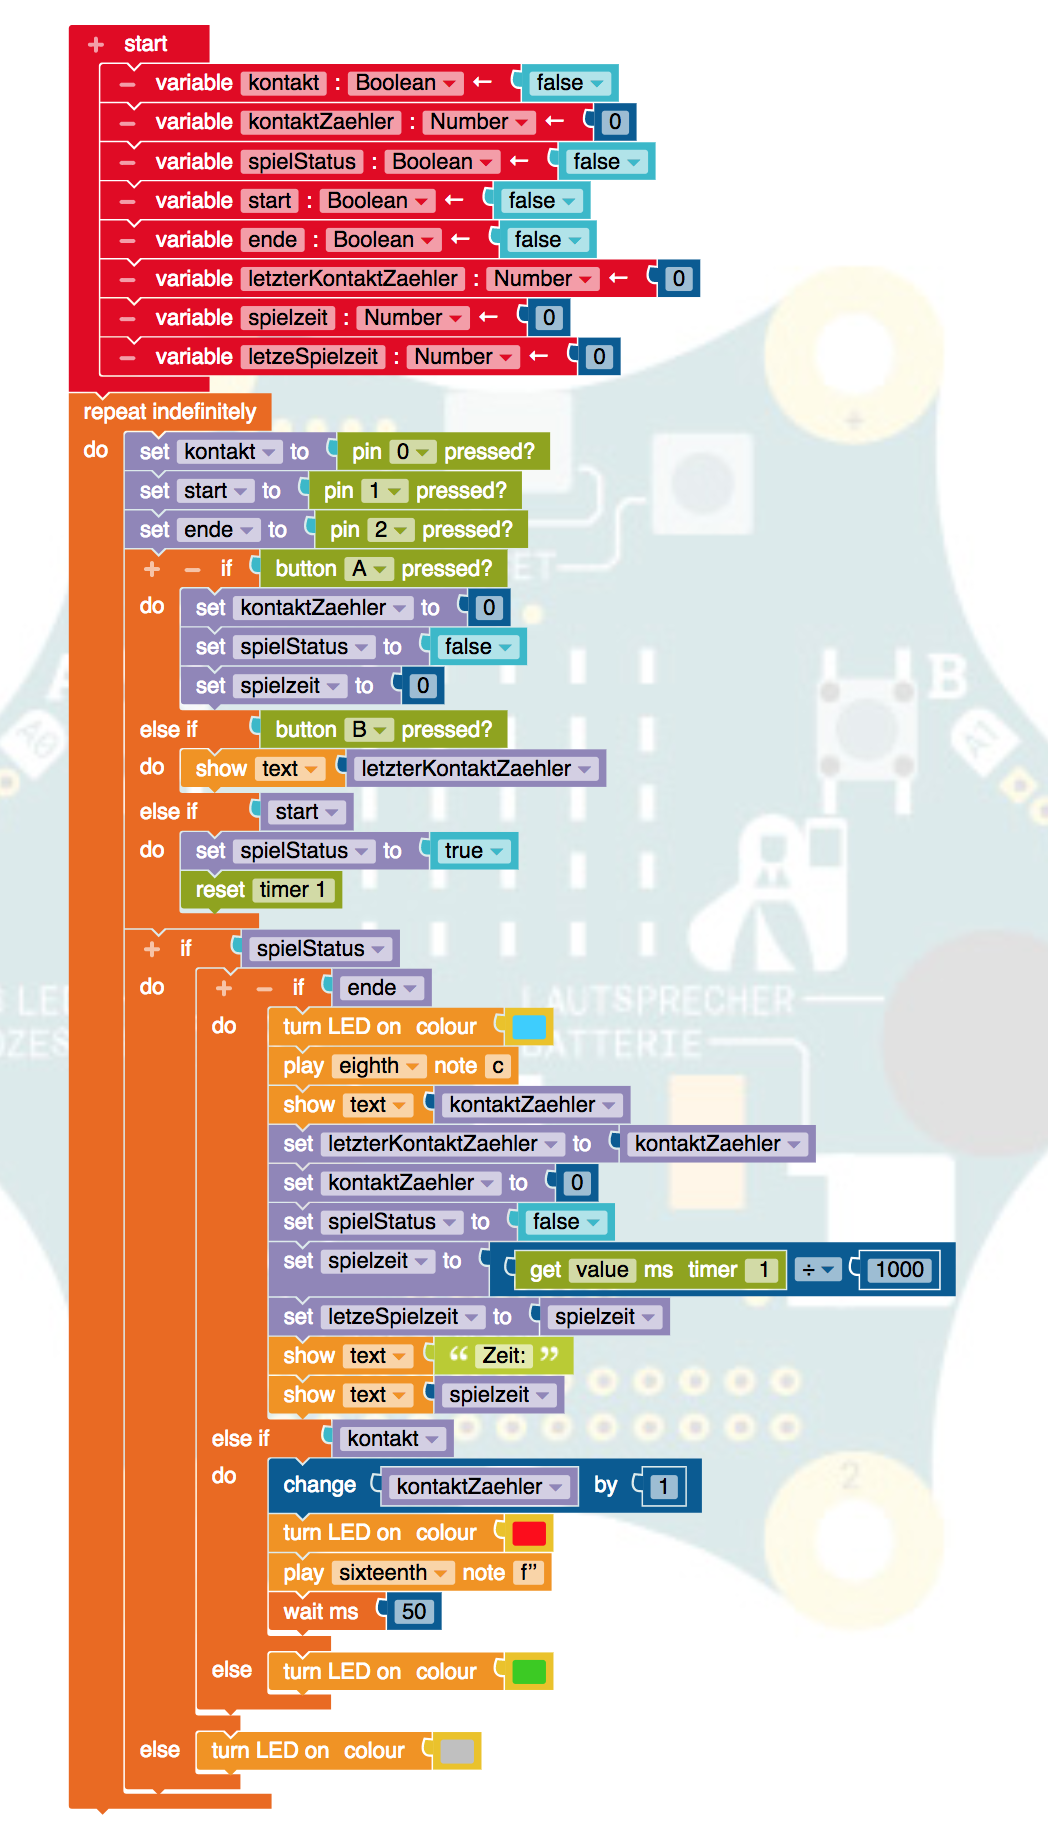 + start
− variable kontakt : Boolean ← false
− variable kontaktZaehler : Number ← 0
− variable spielStatus : Boolean ← false
− variable start : Boolean ← false
− variable ende : Boolean ← false
− variable letzterKontaktZaehler : Number ← 0
− variable spielzeit : Number ← 0
− variable letzeSpielzeit : Number ← 0
repeat indefinitely
do set kontakt to pin 0 pressed?
set start to pin 1 pressed?
set ende to pin 2 pressed?
+ − if button A pressed?
do set kontaktZaehler to 0
set spielStatus to false
set spielzeit to 0
else if button B pressed?
do show text letzterKontaktZaehler
else if start
do set spielStatus to true
reset timer 1
+ if spielStatus
do + − if ende
do turn LED on colour
play eighth note c
show text kontaktZaehler
set letzterKontaktZaehler to kontaktZaehler
set kontaktZaehler to 0
set spielStatus to false
set spielzeit to get value ms timer 1 ÷ 1000
set letzeSpielzeit to spielzeit
show text “ Zeit: ”
show text spielzeit
else if kontakt
do change kontaktZaehler by 1
turn LED on colour
play sixteenth note f”
wait ms 50
else turn LED on colour
else turn LED on colour
B
A0
A1
LAUTSPRECHER
BATTERIE
+
2